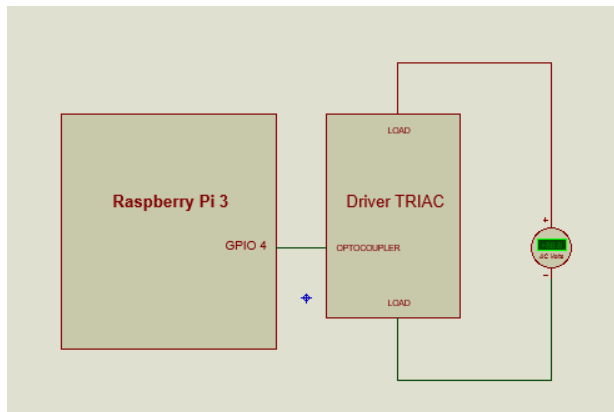 LOAD
Raspberry Pi 3
Driver TRIAC
GPIO 4
OPTOCOUPLER
+
AC Volts
-
LOAD